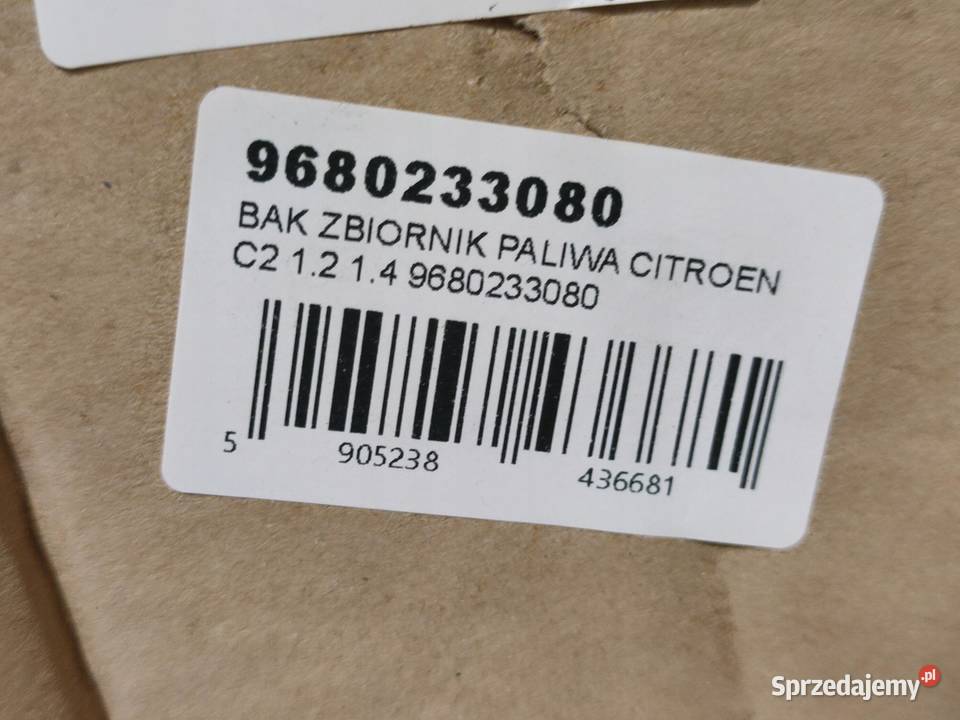 9680233080
BAK ZBIORNIK PALIWA CITROEN
C2 1.2 1.4 9680233080
5 905238 436681
Sprzedajemy.pl